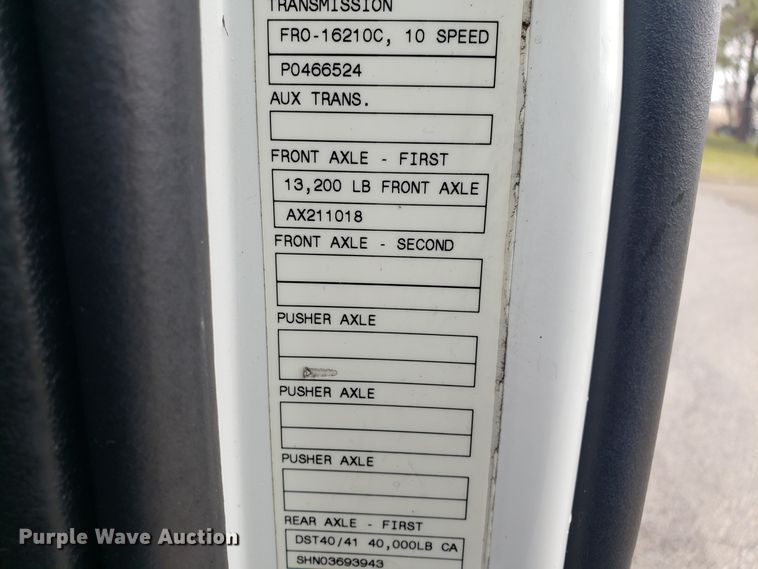 TRANSMISSION
FRO-16210C, 10 SPEED
P0466524
AUX TRANS.
FRONT AXLE - FIRST
13,200 LB FRONT AXLE
AX211018
FRONT AXLE - SECOND
PUSHER AXLE
PUSHER AXLE
PUSHER AXLE
REAR AXLE - FIRST
DST40/41 40,000LB CA
SHN03693943
Purple Wave Auction®